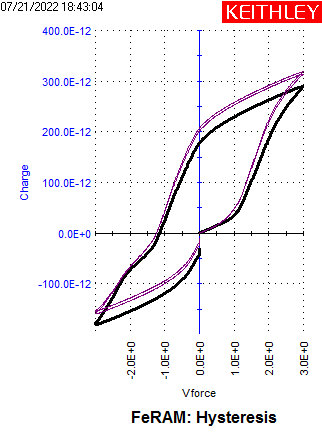 07/21/2022 18:43:04
KEITHLEY
400.0E-12
300.0E-12
200.0E-12
100.0E-12
0.0E+0
-100.0E-12
Charge
-2.0E+0
-1.0E+0
0.0E+0
1.0E+0
2.0E+0
3.0E+0
Vforce
FeRAM: Hysteresis